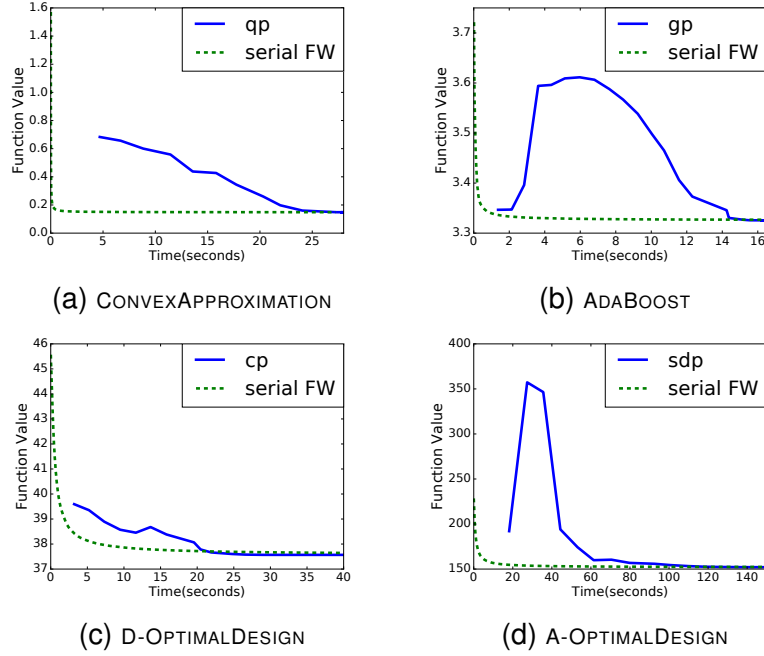 qp
serial FW
Function Value
1.6
1.4
1.2
1.0
0.8
0.6
0.4
0.2
0.0
0 5 10 15 20 25
Time(seconds)
(a) CONVEXAPPROXIMATION
gp
serial FW
Function Value
3.7
3.6
3.5
3.4
3.3
0 2 4 6 8 10 12 14 16
Time(seconds)
(b) ADABOOST
cp
serial FW
Function Value
46
45
44
43
42
41
40
39
38
37
0 5 10 15 20 25 30 35 40
Time(seconds)
(c) D-OPTIMALDESIGN
sdp
serial FW
Function Value
400
350
300
250
200
150
0 20 40 60 80 100 120 140
Time(seconds)
(d) A-OPTIMALDESIGN